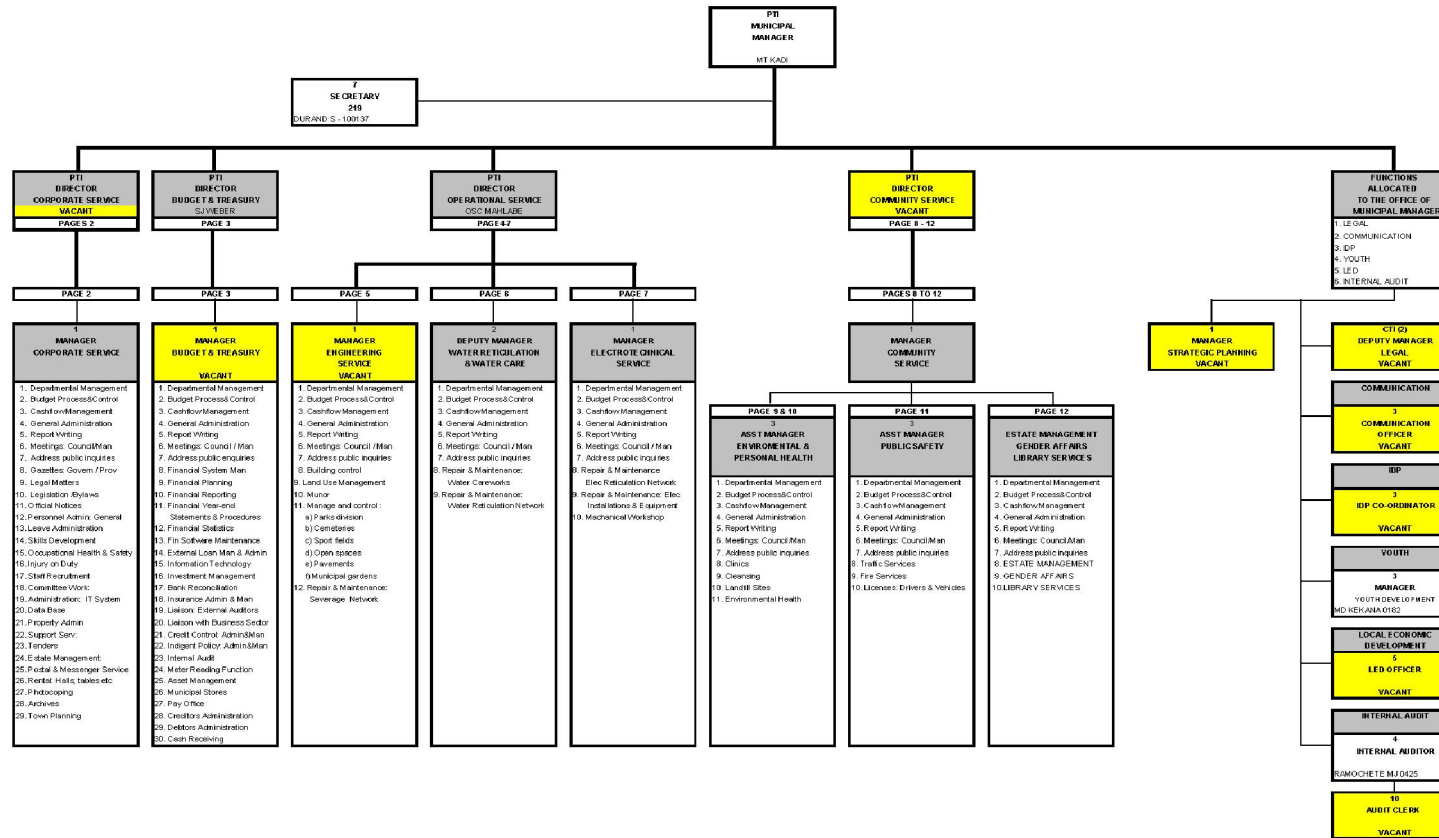 PTI
MUNICIPAL
MANAGER
MT KADI
7
SECRETARY
219
DURAND S - 100137
PTI
DIRECTOR
CORPORATE SERVICE
VACANT
PAGES 2
PTI
DIRECTOR
BUDGET & TREASURY
SJ WEBER
PAGE 3
PTI
DIRECTOR
OPERATIONAL SERVICE
OSC MAHLABE
PAGE 4-7
PTI
DIRECTOR
COMMUNITY SERVICE
VACANT
PAGE 8 - 12
FUNCTIONS
ALLOCATED
TO THE OFFICE OF
MUNICIPAL MANAGER
1. LEGAL
2. COMMUNICATION
3. IDP
4. YOUTH
5. LED
6. INTERNAL AUDIT
PAGE 2
1
MANAGER
CORPORATE SERVICE
1. Departmental Management
2. Budget Process&Control
3. Cashflow Management
4. General Administration
5. Report Writing
6. Meetings: Council/Man
7. Address public inquiries
8. Gazettes: Govern / Prov
9. Legal Matters
10. Legislation /Bylaws
11. Official Notices
12. Personnel Admin: General
13. Leave Administration
14. Skills Development
15. Occupational Health & Safety
16. Injury on Duty
17. Staff Recruitment
18. Committee Work:
19. Administration: IT System
20. Data Base
21. Property Admin
22. Support Serv:
23. Tenders
24. Estate Management:
25. Postal & Messenger Service
26. Rental: Halls; tables etc
27. Photocoping
28. Archives
29. Town Planning
PAGE 3
1
MANAGER
BUDGET & TREASURY
VACANT
1. Departmental Management
2. Budget Process&Control
3. Cashflow Management
4. General Administration
5. Report Writing
6. Meetings: Council / Man
7. Address public enquiries
8. Financial System Man
9. Financial Planning
10. Financial Reporting
11. Financial Year-end
Statements & Procedures
12. Financial Statistics
13. Fin Software Maintenance
14. External Loan Man & Admin
15. Information Technology
16. Investment Management
17. Bank Reconciliation
18. Insurance Admin & Man
19. Liaison: External Auditors
20. Liaison with Business Sector
21. Credit Control: Admin&Man
22. Indigent Policy: Admin&Man
23. Internal Audit
24. Meter Reading Function
25. Asset Management
26. Municipal Stores
27. Pay Office
28. Creditors Administration
29. Debtors Administration
30. Cash Receiving
PAGE 5
1
MANAGER
ENGINEERING
SERVICE
VACANT
1. Departmental Management
2. Budget Process&Control
3. Cashflow Management
4. General Administration
5. Report Writing
6. Meetings: Council / Man
7. Address public inquiries
8. Building control
9. Land Use Management
10. Munor
11. Manage and control :
a) Parks division
b) Cemeteries
c) Sport fields
d) Open spaces
e) Pavements
f) Municipal gardens
12. Repair & Maintenance:
Sewerage Network
PAGE 6
2
DEPUTY MANAGER
WATER RETICULATION
& WATER CARE
1. Departmental Management
2. Budget Process&Control
3. Cashflow Management
4. General Administration
5. Report Writing
6. Meetings: Council / Man
7. Address public inquiries
8. Repair & Maintenance:
Water Careworks
9. Repair & Maintenance:
Water Reticulation Network
PAGE 7
1
MANAGER
ELECTROTECHNICAL
SERVICE
1. Departmental Management
2. Budget Process&Control
3. Cashflow Management
4. General Administration
5. Report Writing
6. Meetings: Council / Man
7. Address public inquiries
8. Repair & Maintenance
Elec Reticulation Network
9. Repair & Maintenance: Elec
Installations & Equipment
10. Machanical Workshop
PAGES 8 TO 12
1
MANAGER
COMMUNITY
SERVICE
PAGE 9 & 10
3
ASST MANAGER
ENVIROMENTAL &
PERSONAL HEALTH
1. Departmental Management
2. Budget Process&Control
3. Cashflow Management
4. General Administration
5. Report Writing
6. Meetings: Council/Man
7. Address public inquiries
8. Clinics
9. Cleansing
10. Landfill Sites
11. Environmental Health
PAGE 11
3
ASST MANAGER
PUBLIC SAFETY
1. Departmental Management
2. Budget Process&Control
3. Cashflow Management
4. General Administration
5. Report Writing
6. Meetings: Council/Man
7. Address public inquiries
8. Traffic Services
9. Fire Services
10. Licenses: Drivers & Vehicles
PAGE 12
ESTATE MANAGEMENT
GENDER AFFAIRS
LIBRARY SERVICES
1. Departmental Management
2. Budget Process&Control
3. Cashflow Management
4. General Administration
5. Report Writing
6. Meetings: Council/Man
7. Address public inquiries
8. ESTATE MANAGEMENT
9. GENDER AFFAIRS
10.LIBRARY SERVICES
1
MANAGER
STRATEGIC PLANNING
VACANT
CTI (2)
DEPUTY MANAGER
LEGAL
VACANT
COMMUNICATION
3
COMMUNICATION
OFFICER
VACANT
IDP
3
IDP CO-ORDINATOR
VACANT
YOUTH
3
MANAGER
YOUTH DEVELOPMENT
MD KEKANA 0182
LOCAL ECONOMIC
DEVELOPMENT
5
LED OFFICER
VACANT
INTERNAL AUDIT
4
INTERNAL AUDITOR
RAMOCHETE MJ 0425
10
AUDIT CLERK
VACANT